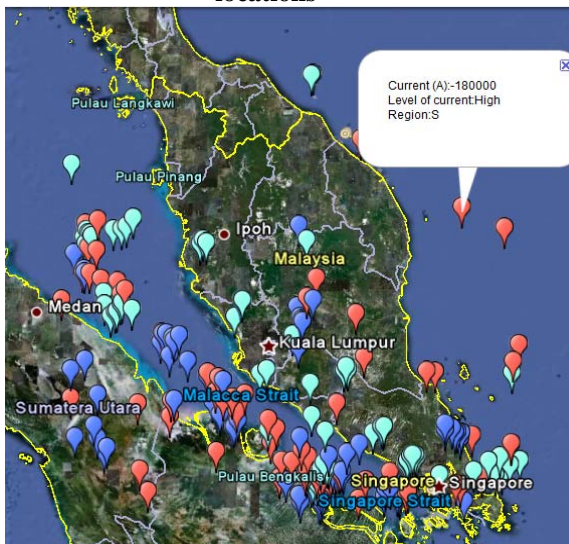 locations
Pulau Langkawi
Current (A):-180000
Level of current:High
Region:S
Pulau Pinang
Ipoh
Malaysia
Medan
Kuala Lumpur
Malacca Strait
Sumatera Utara
Pulau Bengkalis
Singapore
Singapore
Singapore Strait